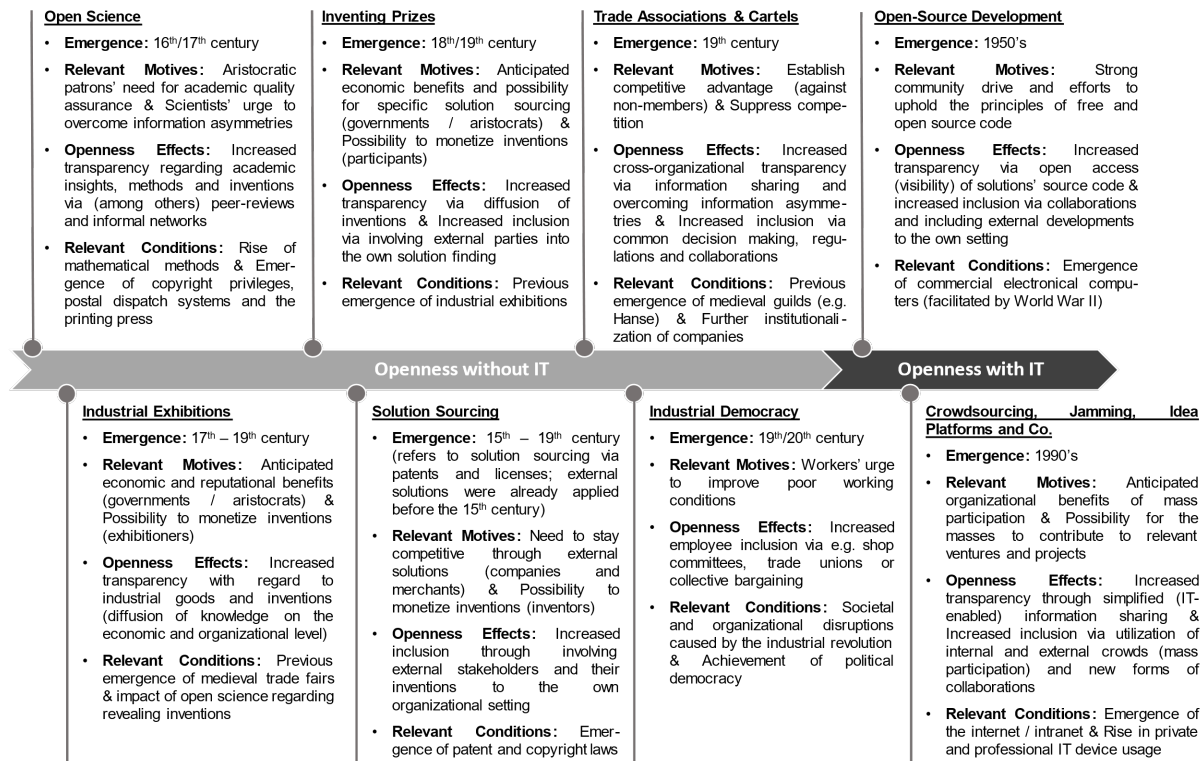 Open Science
• Emergence: 16th/17th century
• Relevant Motives: Aristocratic
patrons' need for academic quality
assurance & Scientists' urge to
overcome information asymmetries
• Openness Effects: Increased
transparency regarding academic
insights, methods and inventions
via (among others) peer-reviews
and informal networks
• Relevant Conditions: Rise of
mathematical methods & Emer-
gence of copyright privileges,
postal dispatch systems and the
printing press
Inventing Prizes
• Emergence: 18th/19th century
• Relevant Motives: Anticipated
economic benefits and possibility
for specific solution sourcing
(governments / aristocrats) &
Possibility to monetize inventions
(participants)
• Openness Effects: Increased
transparency via diffusion of
inventions & Increased inclusion
via involving external parties into
the own solution finding
• Relevant Conditions: Previous
emergence of industrial exhibitions
Trade Associations & Cartels
• Emergence: 19th century
• Relevant Motives: Establish
competitive advantage (against
non-members) & Suppress compe-
tition
• Openness Effects: Increased
cross-organizational transparency
via information sharing and
overcoming information asymme-
tries & Increased inclusion via
common decision making, regu-
lations and collaborations
• Relevant Conditions: Previous
emergence of medieval guilds (e.g.
Hanse) & Further institutionali-
zation of companies
Open-Source Development
• Emergence: 1950's
• Relevant Motives: Strong
community drive and efforts to
uphold the principles of free and
open source code
• Openness Effects: Increased
transparency via open access
(visibility) of solutions' source code &
increased inclusion via collaborations
and including external developments
to the own setting
• Relevant Conditions: Emergence
of commercial electronical compu-
ters (facilitated by World War II)
Openness without IT
Openness with IT
Industrial Exhibitions
• Emergence: 17th – 19th century
• Relevant Motives: Anticipated
economic and reputational benefits
(governments / aristocrats) &
Possibility to monetize inventions
(exhibitioners)
• Openness Effects: Increased
transparency with regard to
industrial goods and inventions
(diffusion of knowledge on the
economic and organizational level)
• Relevant Conditions: Previous
emergence of medieval trade fairs
& impact of open science regarding
revealing inventions
Solution Sourcing
• Emergence: 15th – 19th century
(refers to solution sourcing via
patents and licenses; external
solutions were already applied
before the 15th century)
• Relevant Motives: Need to stay
competitive through external
solutions (companies and
merchants) & Possibility to
monetize inventions (inventors)
• Openness Effects: Increased
inclusion through involving
external stakeholders and their
inventions to the own
organizational setting
• Relevant Conditions: Emer-
gence of patent and copyright laws
Industrial Democracy
• Emergence: 19th/20th century
• Relevant Motives: Workers' urge
to improve poor working
conditions
• Openness Effects: Increased
employee inclusion via e.g. shop
committees, trade unions or
collective bargaining
• Relevant Conditions: Societal
and organizational disruptions
caused by the industrial revolution
& Achievement of political
democracy
Crowdsourcing, Jamming, Idea
Platforms and Co.
• Emergence: 1990's
• Relevant Motives: Anticipated
organizational benefits of mass
participation & Possibility for the
masses to contribute to relevant
ventures and projects
• Openness Effects: Increased
transparency through simplified (IT-
enabled) information sharing &
Increased inclusion via utilization of
internal and external crowds (mass
participation) and new forms of
collaborations
• Relevant Conditions: Emergence of
the internet / intranet & Rise in private
and professional IT device usage